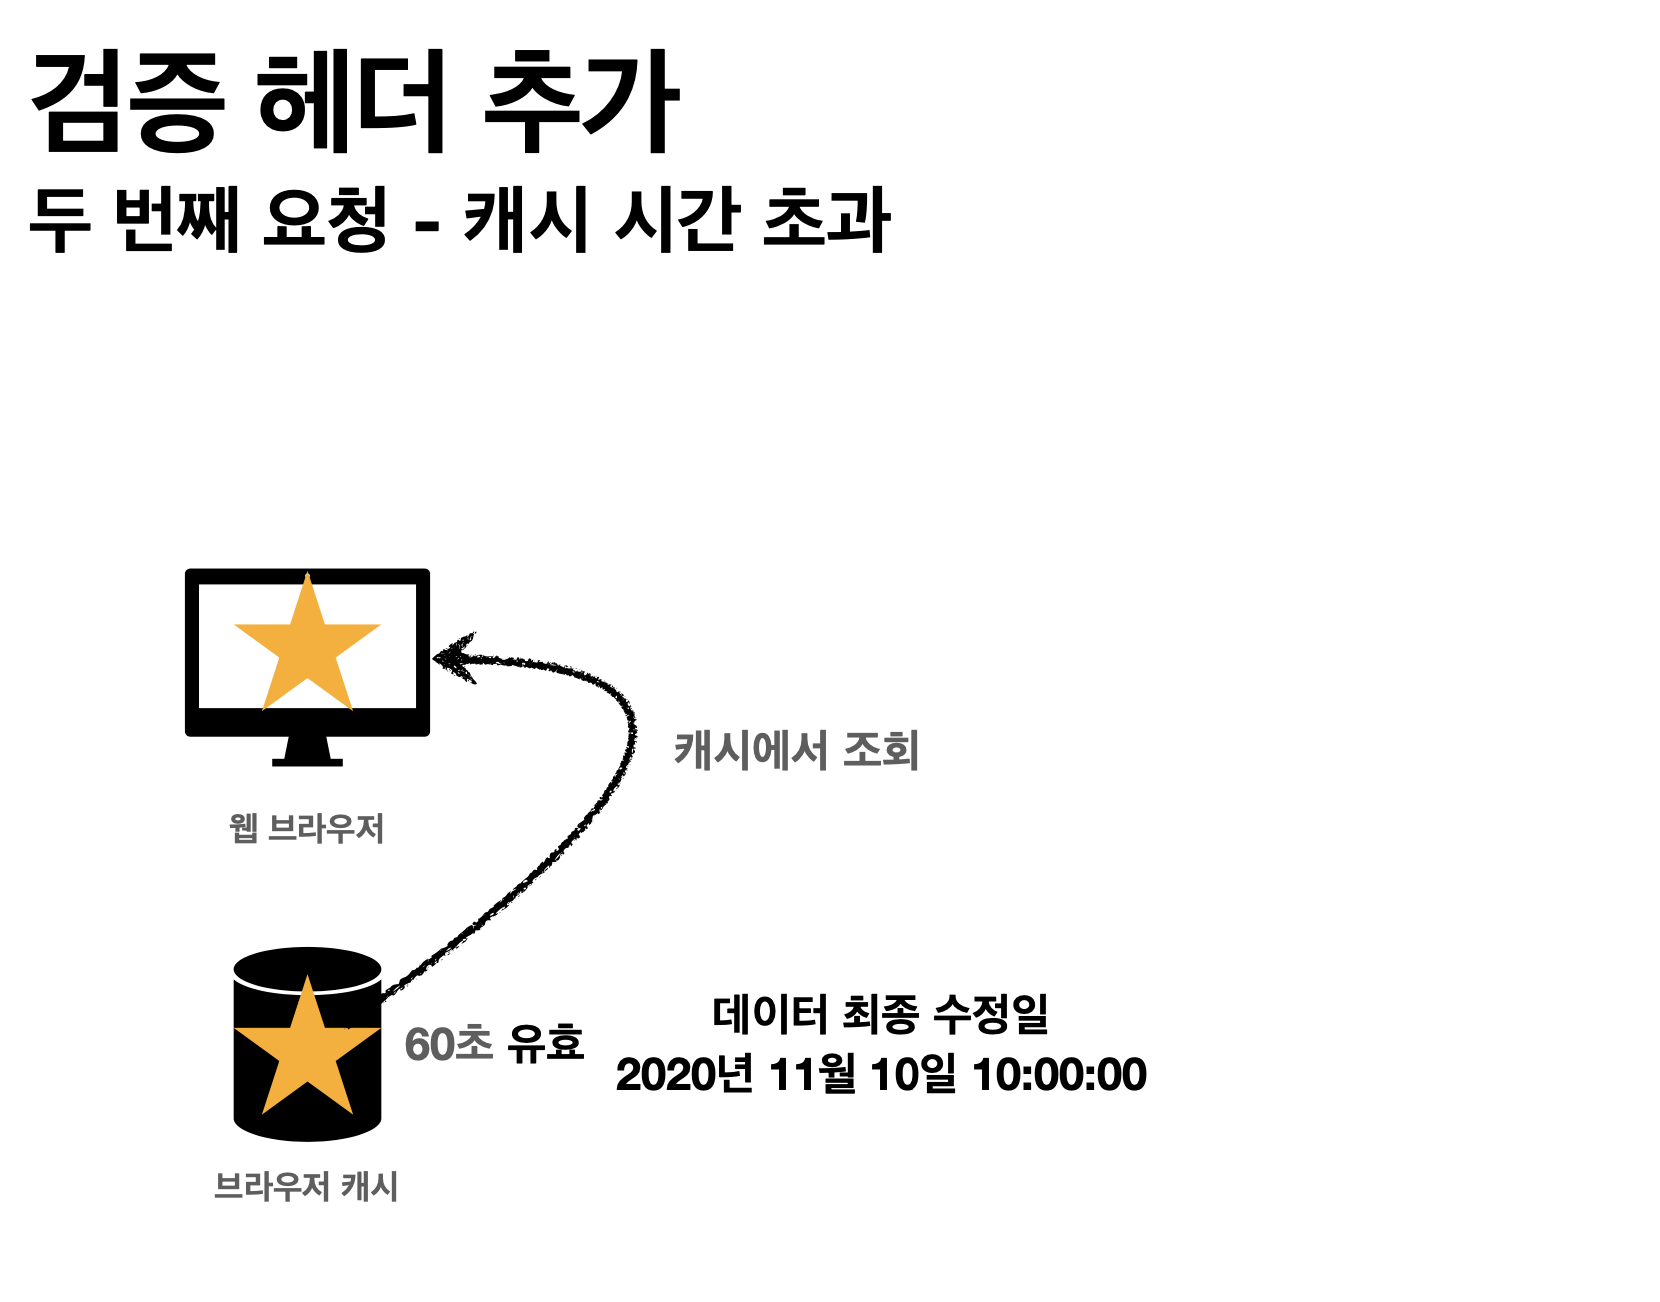 검증 헤더 추가
두 번째 요청 - 캐시 시간 초과
캐시에서 조회
웹 브라우저
데이터 최종 수정일
60초 유효
2020년 11월 10일 10:00:00
브라우저 캐시